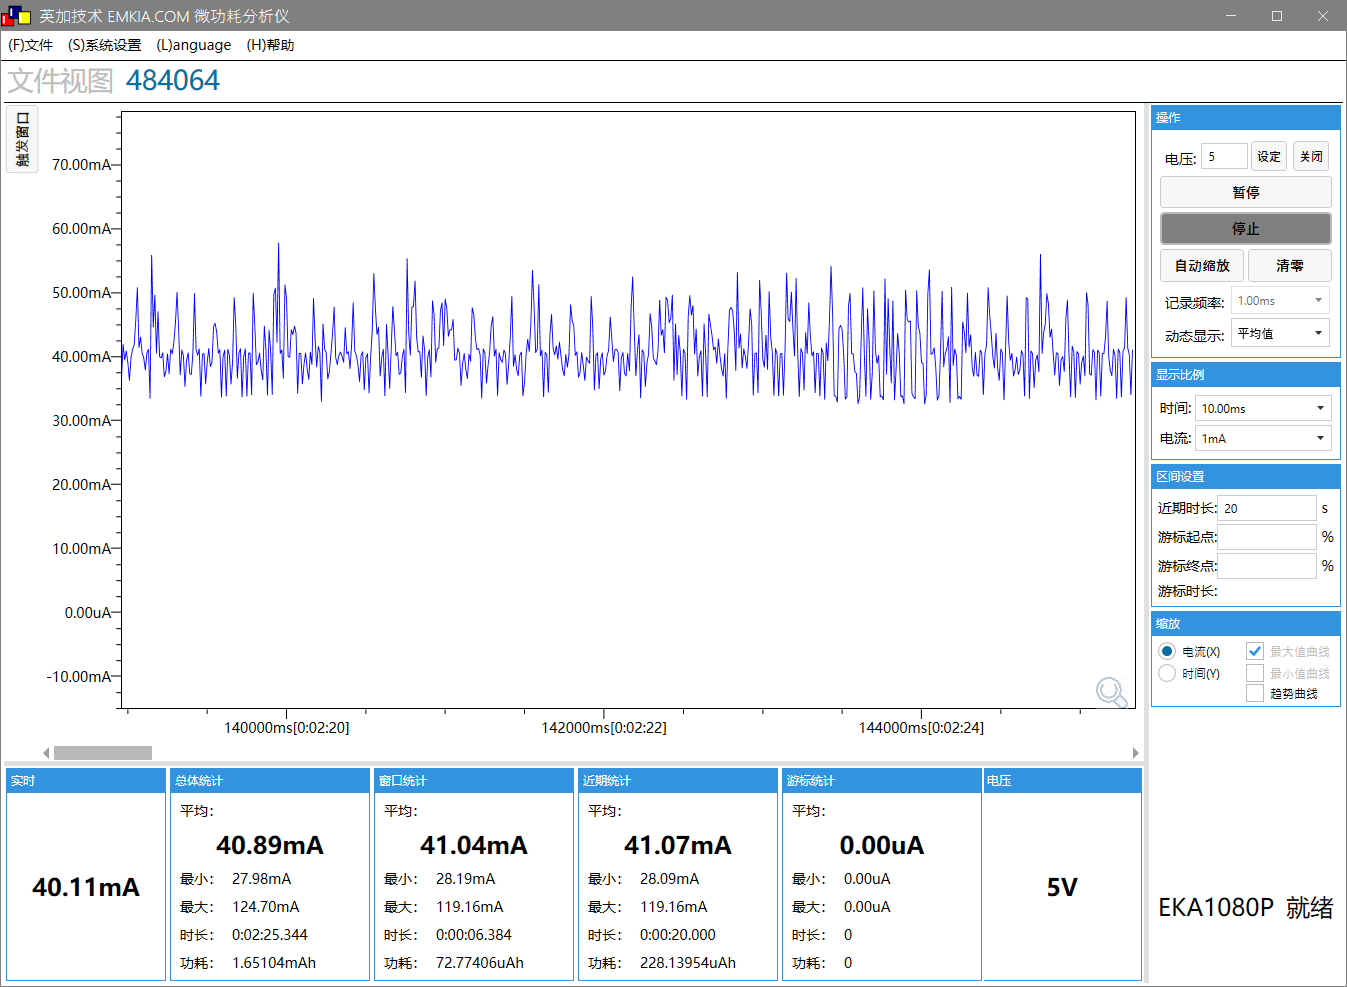 英加技术 EMKIA.COM 微功耗分析仪
(F)文件 (S)系统设置 (L)anguage (H)帮助
文件视图 484064
触发窗口
70.00mA
60.00mA
50.00mA
40.00mA
30.00mA
20.00mA
10.00mA
0.00uA
-10.00mA
140000ms[0:02:20] 142000ms[0:02:22] 144000ms[0:02:24]
操作
电压: 5 设定 关闭
暂停
停止
自动缩放 清零
记录频率: 1.00ms
动态显示: 平均值
显示比例
时间: 10.00ms
电流: 1mA
区间设置
近期时长: 20 s
游标起点: %
游标终点: %
游标时长:
缩放
电流(X) 最大值曲线
时间(Y) 最小值曲线
趋势曲线
实时
40.11mA
总体统计
平均:
40.89mA
最小: 27.98mA
最大: 124.70mA
时长: 0:02:25.344
功耗: 1.65104mAh
窗口统计
平均:
41.04mA
最小: 28.19mA
最大: 119.16mA
时长: 0:00:06.384
功耗: 72.77406uAh
近期统计
平均:
41.07mA
最小: 28.09mA
最大: 119.16mA
时长: 0:00:20.000
功耗: 228.13954uAh
游标统计
平均:
0.00uA
最小: 0.00uA
最大: 0.00uA
时长: 0
功耗: 0
电压
5V
EKA1080P 就绪